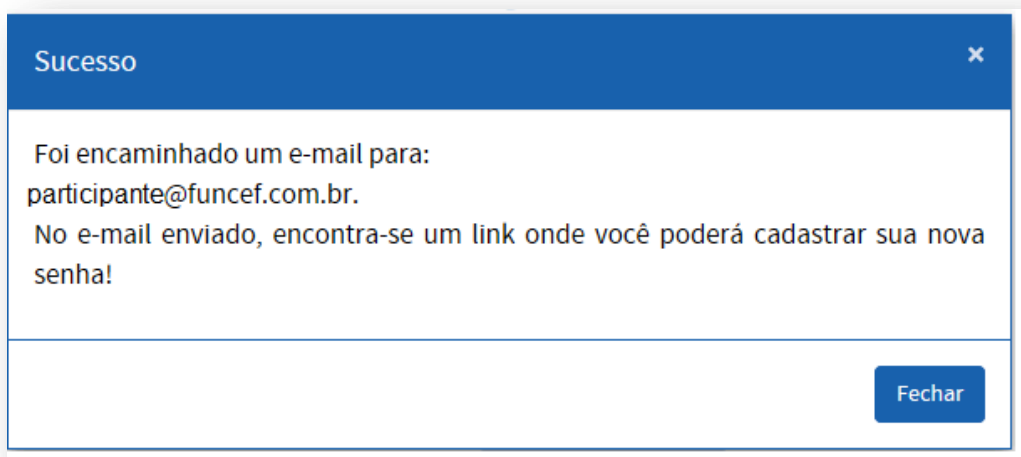 Sucesso ×
Foi encaminhado um e-mail para:
participante@funcef.com.br.
No e-mail enviado, encontra-se um link onde você poderá cadastrar sua nova
senha!
Fechar